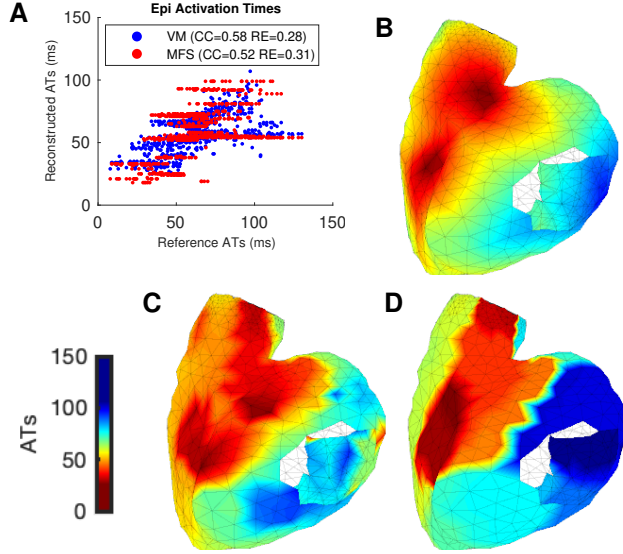 A
Epi Activation Times
VM (CC=0.58 RE=0.28)
MFS (CC=0.52 RE=0.31)
150
100
50
0
Reconstructed ATs (ms)
0
50
100
150
Reference ATs (ms)
B
C
D
150
100
50
0
ATs